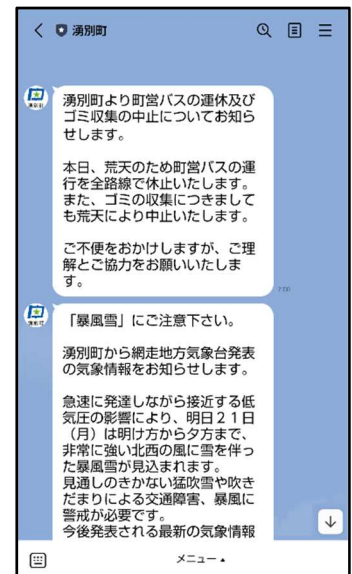 湧別町
湧別町より町営バスの運休及び
ゴミ収集の中止についてお知ら
せします。
本日、荒天のため町営バスの運
行を全路線で休止いたします。
また、ゴミの収集につきまして
も荒天により中止いたします。
ご不便をおかけしますが、ご理
解とご協力をお願いいたしま
す。
7:00
「暴風雪」にご注意下さい。
湧別町から網走地方気象台発表
の気象情報をお知らせします。
急速に発達しながら接近する低
気圧の影響により、明日２１日
（月）は明け方から夕方まで、
非常に強い北西の風に雪を伴っ
た暴風雪が見込まれます。
見通しのきかない猛吹雪や吹き
だまりによる交通障害、暴風に
警戒が必要です。
今後発表される最新の気象情報
メニュー▲